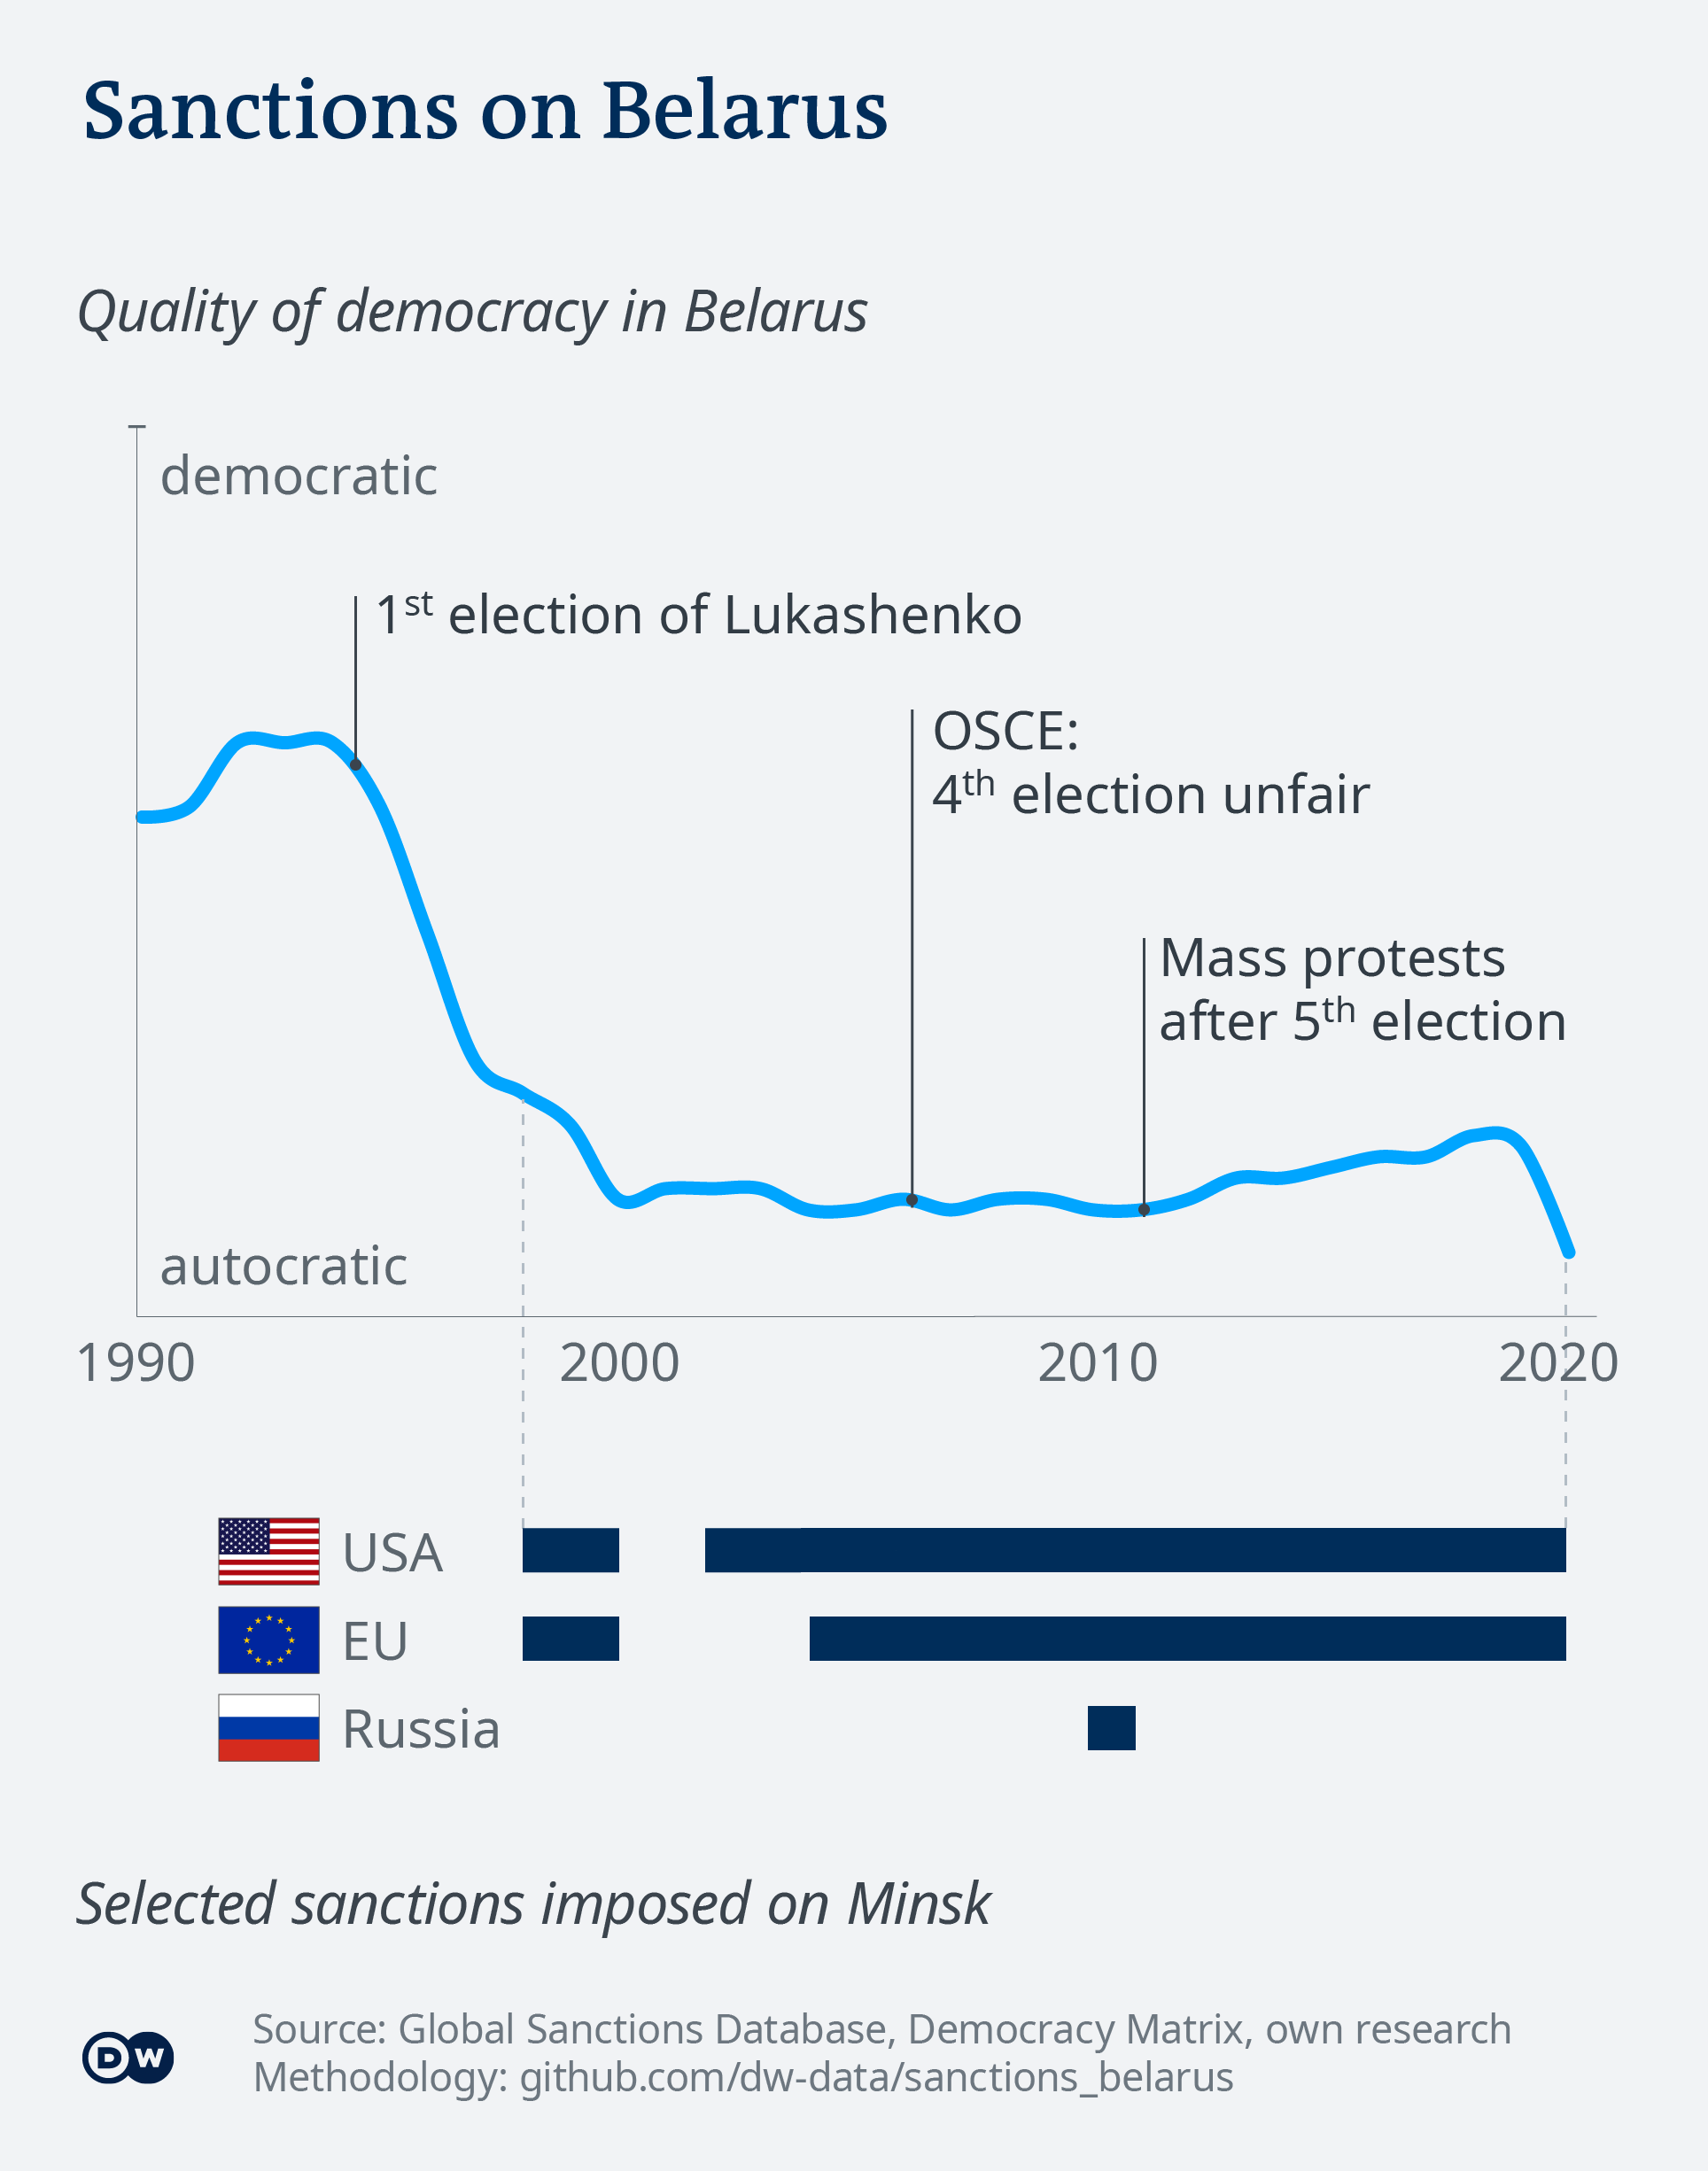 Sanctions on Belarus
Quality of democracy in Belarus
democratic
1st election of Lukashenko
OSCE:
4th election unfair
Mass protests
after 5th election
autocratic
1990 2000 2010 2020
USA
EU
Russia
Selected sanctions imposed on Minsk
DW
Source: Global Sanctions Database, Democracy Matrix, own research
Methodology: github.com/dw-data/sanctions_belarus